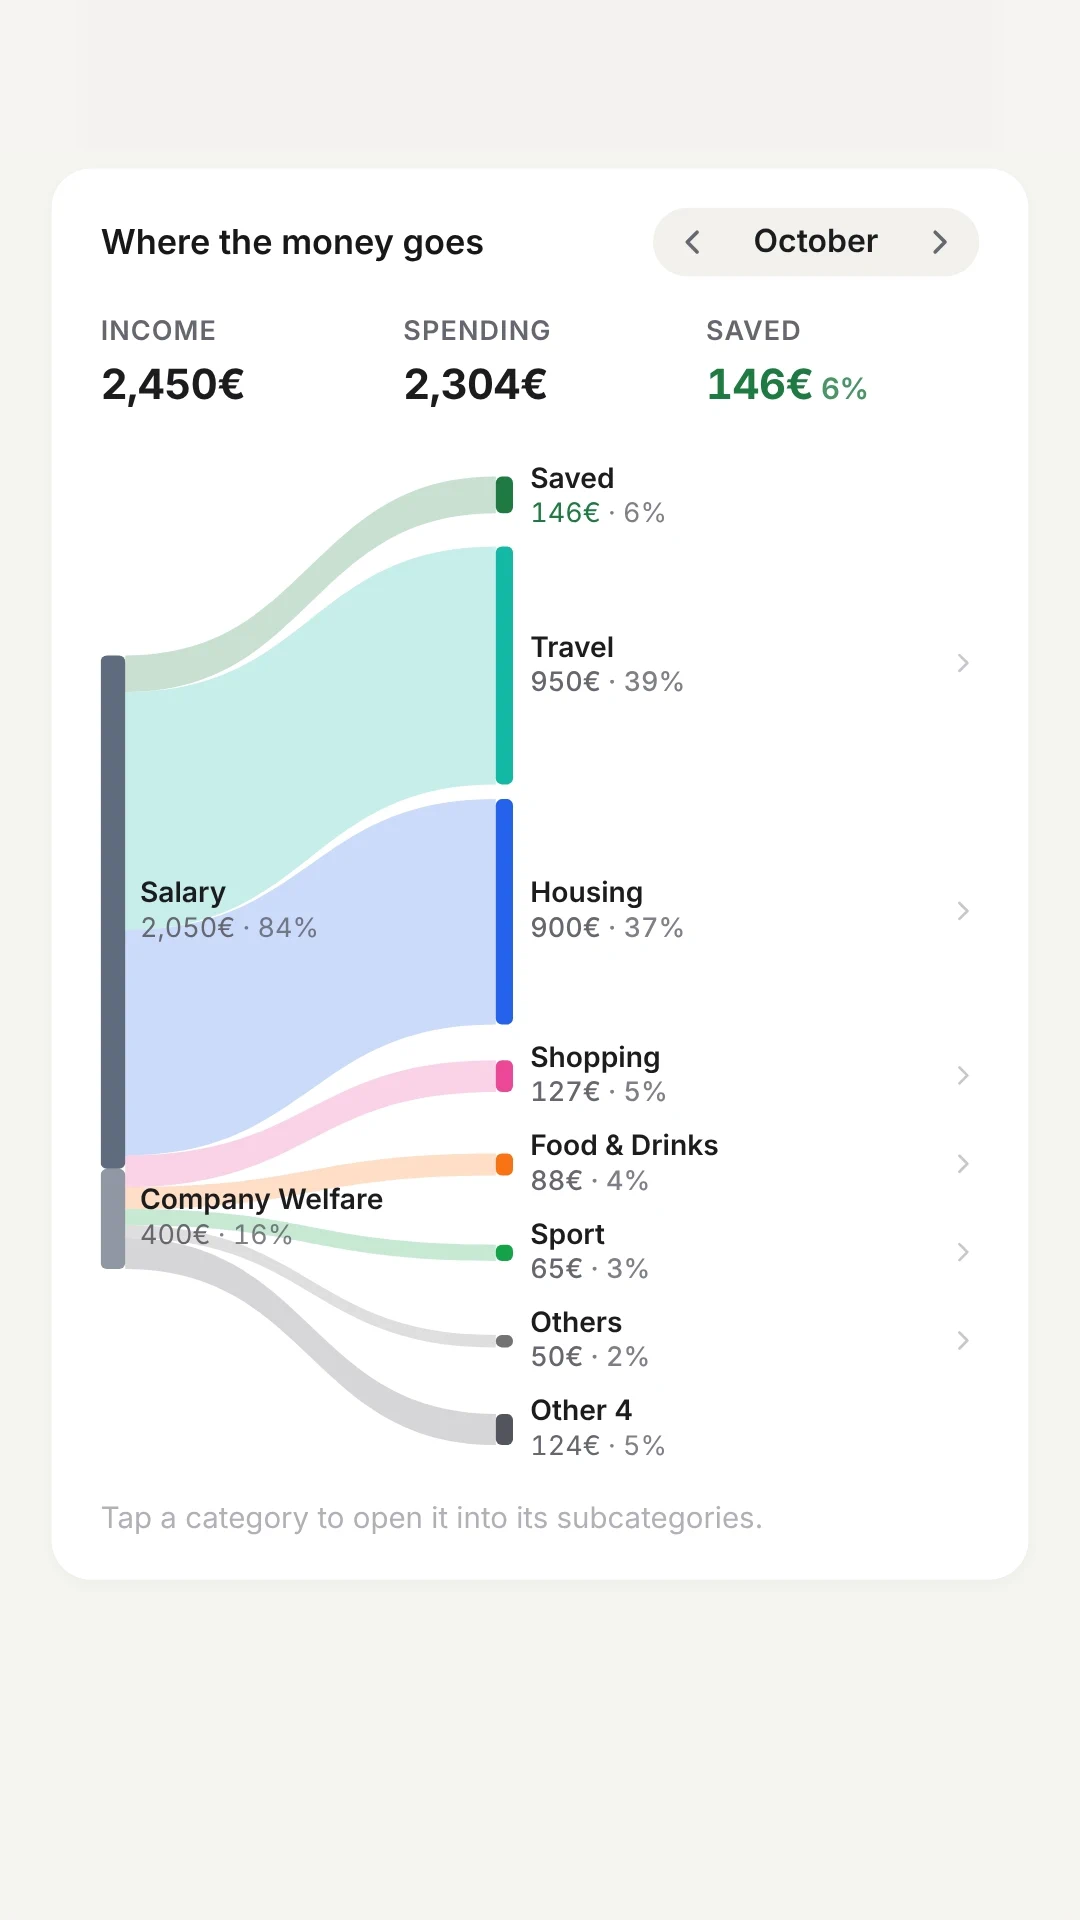 Where the money goes
October
INCOME
2,450€
SPENDING
2,304€
SAVED
146€ 6%
Saved
146€ · 6%
Travel
950€ · 39%
Salary
2,050€ · 84%
Housing
900€ · 37%
Shopping
127€ · 5%
Food & Drinks
88€ · 4%
Company Welfare
400€ · 16%
Sport
65€ · 3%
Others
50€ · 2%
Other 4
124€ · 5%
Tap a category to open it into its subcategories.